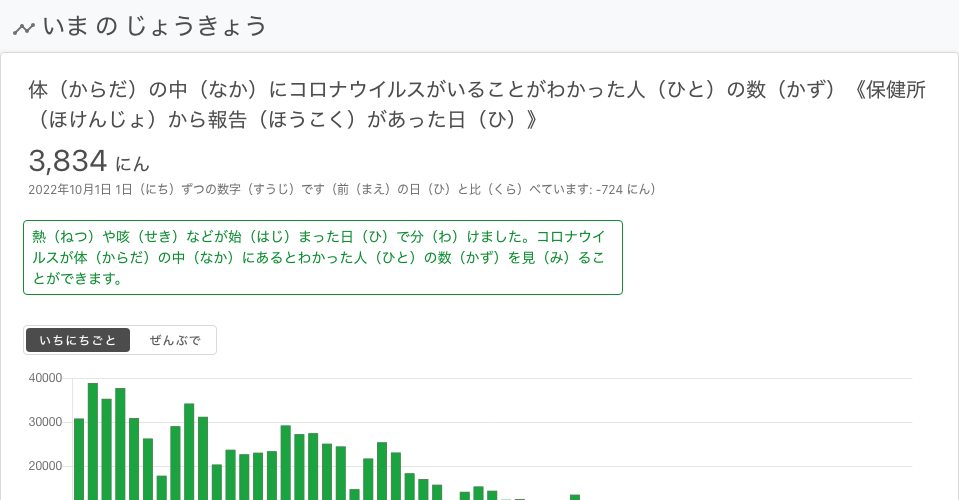 いま の じょうきょう
体（からだ）の中（なか）にコロナウイルスがいることがわかった人（ひと）の数（かず）《保健所
（ほけんじょ）から報告（ほうこく）があった日（ひ）》
3,834 にん
2022年10月1日 1日（にち）ずつの数字（すうじ）です（前（まえ）の日（ひ）と比（くら）べています: -724 にん）
熱（ねつ）や咳（せき）などが始（はじ）まった日（ひ）で分（わ）けました。コロナウイ
ルスが体（からだ）の中（なか）にあるとわかった人（ひと）の数（かず）を見（み）るこ
とができます。
いちにちごと ぜんぶで
40000
30000
20000